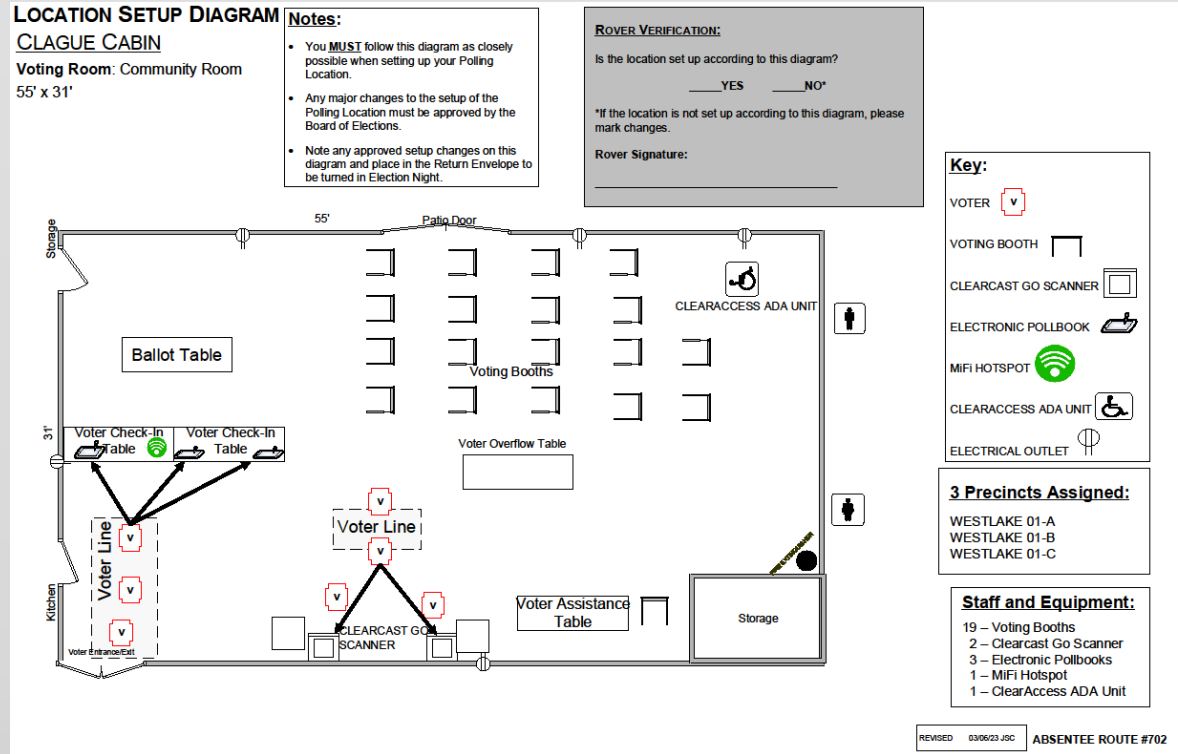 LOCATION SETUP DIAGRAM
CLAGUE CABIN
Voting Room: Community Room
55' x 31'
Notes:
• You MUST follow this diagram as closely
possible when setting up your Polling
Location.
• Any major changes to the setup of the
Polling Location must be approved by the
Board of Elections.
• Note any approved setup changes on this
diagram and place in the Return Envelope to
be turned in Election Night.
ROVER VERIFICATION:
Is the location set up according to this diagram?
_____YES _____NO*
*If the location is not set up according to this diagram, please
mark changes.
Rover Signature:
Key:
VOTER V
VOTING BOOTH
CLEARCAST GO SCANNER
ELECTRONIC POLLBOOK
MiFi HOTSPOT
CLEARACCESS ADA UNIT
ELECTRICAL OUTLET
3 Precincts Assigned:
WESTLAKE 01-A
WESTLAKE 01-B
WESTLAKE 01-C
Staff and Equipment:
19 – Voting Booths
2 – Clearcast Go Scanner
3 – Electronic Pollbooks
1 – MiFi Hotspot
1 – ClearAccess ADA Unit
55'
Patio Door
Storage
CLEARACCESS ADA UNIT
Ballot Table
Voting Booths
31'
Voter Check-In
Table
Voter Check-In
Table
Voter Overflow Table
V
Voter Line
V
V
V
Voter Line
V
V
V
V
Kitchen
Voter Entrance/Exit
CLEARCAST GO
SCANNER
Voter Assistance
Table
Storage
REVISED 03/06/23 JSC
ABSENTEE ROUTE #702